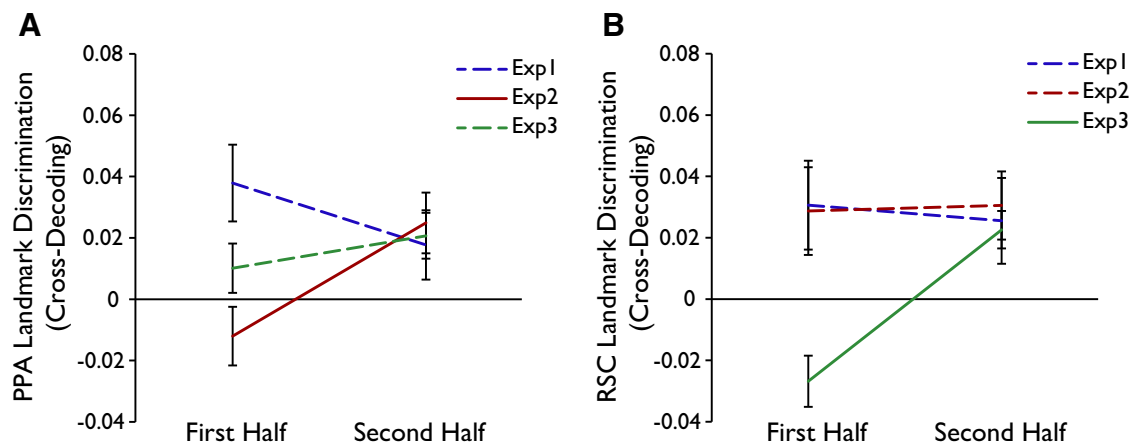 A
PPA Landmark Discrimination
(Cross-Decoding)
0.08
0.06
0.04
0.02
0
-0.02
-0.04
Exp1
Exp2
Exp3
First Half
Second Half
B
RSC Landmark Discrimination
(Cross-Decoding)
0.08
0.06
0.04
0.02
0
-0.02
-0.04
Exp1
Exp2
Exp3
First Half
Second Half